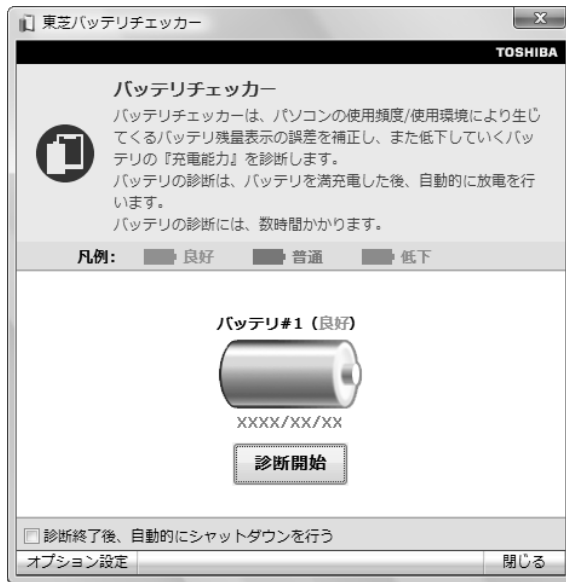 東芝バッテリチェッカー
TOSHIBA
バッテリチェッカー
バッテリチェッカーは、パソコンの使用頻度/使用環境により生じ
てくるバッテリ残量表示の誤差を補正し、また低下していくバッ
テリの『充電能力』を診断します。
バッテリの診断は、バッテリを満充電した後、自動的に放電を行
います。
バッテリの診断には、数時間かかります。
凡例: 良好 普通 低下
バッテリ#1 (良好)
XXXX/XX/XX
診断開始
診断終了後、自動的にシャットダウンを行う
オプション設定 閉じる